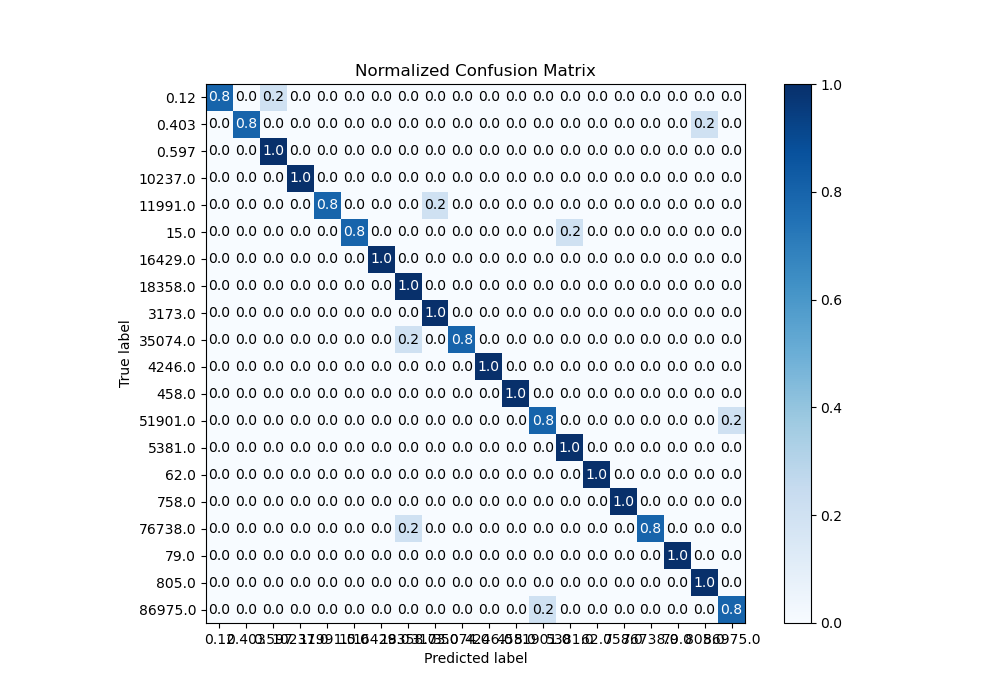 Normalized Confusion Matrix
0.12 0.8 0.0 0.2 0.0 0.0 0.0 0.0 0.0 0.0 0.0 0.0 0.0 0.0 0.0 0.0 0.0 0.0 0.0 0.0 0.0
0.403 0.0 0.8 0.0 0.0 0.0 0.0 0.0 0.0 0.0 0.0 0.0 0.0 0.0 0.0 0.0 0.0 0.0 0.0 0.2 0.0
0.597 0.0 0.0 1.0 0.0 0.0 0.0 0.0 0.0 0.0 0.0 0.0 0.0 0.0 0.0 0.0 0.0 0.0 0.0 0.0 0.0
10237.0 0.0 0.0 0.0 1.0 0.0 0.0 0.0 0.0 0.0 0.0 0.0 0.0 0.0 0.0 0.0 0.0 0.0 0.0 0.0 0.0
11991.0 0.0 0.0 0.0 0.0 0.8 0.0 0.0 0.0 0.2 0.0 0.0 0.0 0.0 0.0 0.0 0.0 0.0 0.0 0.0 0.0
15.0 0.0 0.0 0.0 0.0 0.0 0.8 0.0 0.0 0.0 0.0 0.0 0.0 0.0 0.2 0.0 0.0 0.0 0.0 0.0 0.0
16429.0 0.0 0.0 0.0 0.0 0.0 0.0 1.0 0.0 0.0 0.0 0.0 0.0 0.0 0.0 0.0 0.0 0.0 0.0 0.0 0.0
18358.0 0.0 0.0 0.0 0.0 0.0 0.0 0.0 1.0 0.0 0.0 0.0 0.0 0.0 0.0 0.0 0.0 0.0 0.0 0.0 0.0
3173.0 0.0 0.0 0.0 0.0 0.0 0.0 0.0 0.0 1.0 0.0 0.0 0.0 0.0 0.0 0.0 0.0 0.0 0.0 0.0 0.0
35074.0 0.0 0.0 0.0 0.0 0.0 0.0 0.0 0.2 0.0 0.8 0.0 0.0 0.0 0.0 0.0 0.0 0.0 0.0 0.0 0.0
4246.0 0.0 0.0 0.0 0.0 0.0 0.0 0.0 0.0 0.0 0.0 1.0 0.0 0.0 0.0 0.0 0.0 0.0 0.0 0.0 0.0
458.0 0.0 0.0 0.0 0.0 0.0 0.0 0.0 0.0 0.0 0.0 0.0 1.0 0.0 0.0 0.0 0.0 0.0 0.0 0.0 0.0
51901.0 0.0 0.0 0.0 0.0 0.0 0.0 0.0 0.0 0.0 0.0 0.0 0.0 0.8 0.0 0.0 0.0 0.0 0.0 0.0 0.2
5381.0 0.0 0.0 0.0 0.0 0.0 0.0 0.0 0.0 0.0 0.0 0.0 0.0 0.0 1.0 0.0 0.0 0.0 0.0 0.0 0.0
62.0 0.0 0.0 0.0 0.0 0.0 0.0 0.0 0.0 0.0 0.0 0.0 0.0 0.0 0.0 1.0 0.0 0.0 0.0 0.0 0.0
758.0 0.0 0.0 0.0 0.0 0.0 0.0 0.0 0.0 0.0 0.0 0.0 0.0 0.0 0.0 0.0 1.0 0.0 0.0 0.0 0.0
76738.0 0.0 0.0 0.0 0.0 0.0 0.0 0.0 0.2 0.0 0.0 0.0 0.0 0.0 0.0 0.0 0.0 0.8 0.0 0.0 0.0
79.0 0.0 0.0 0.0 0.0 0.0 0.0 0.0 0.0 0.0 0.0 0.0 0.0 0.0 0.0 0.0 0.0 0.0 1.0 0.0 0.0
805.0 0.0 0.0 0.0 0.0 0.0 0.0 0.0 0.0 0.0 0.0 0.0 0.0 0.0 0.0 0.0 0.0 0.0 0.0 1.0 0.0
86975.0 0.0 0.0 0.0 0.0 0.0 0.0 0.0 0.0 0.0 0.0 0.0 0.0 0.2 0.0 0.0 0.0 0.0 0.0 0.0 0.8
True label
Predicted label
1.0
0.8
0.6
0.4
0.2
0.0